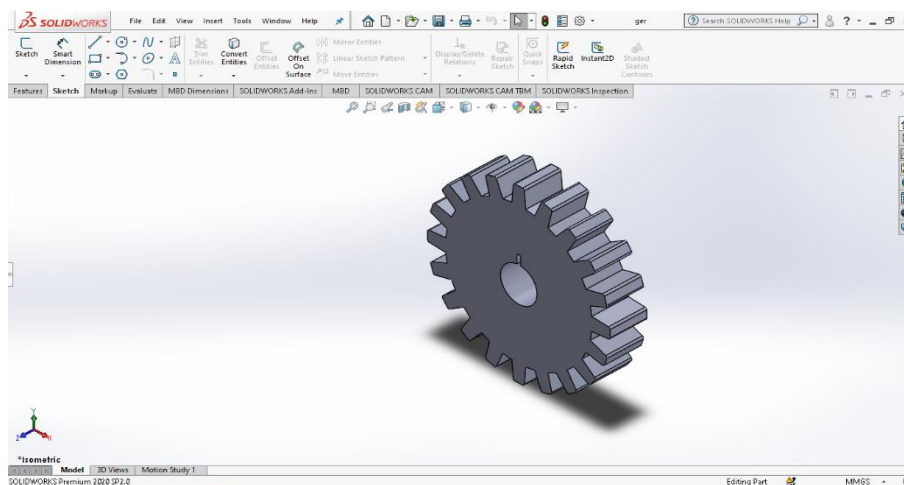 SOLIDWORKS File Edit View Insert Tools Window Help ger Search SOLIDWORKS Help
Sketch Smart Dimension Trim Entities Convert Entities Offset Entities Offset On Surface Mirror Entities Linear Sketch Pattern Move Entities Display/Delete Relations Repair Sketch Quick Snaps Rapid Sketch Instant2D Shaded Sketch Contours
Features Sketch Markup Evaluate MBD Dimensions SOLIDWORKS Add-Ins MBD SOLIDWORKS CAM SOLIDWORKS CAM TBM SOLIDWORKS Inspection
Y
Z X
*Isometric
Model 3D Views Motion Study 1
SOLIDWORKS Premium 2020 SP2.0 Editing Part MMGS